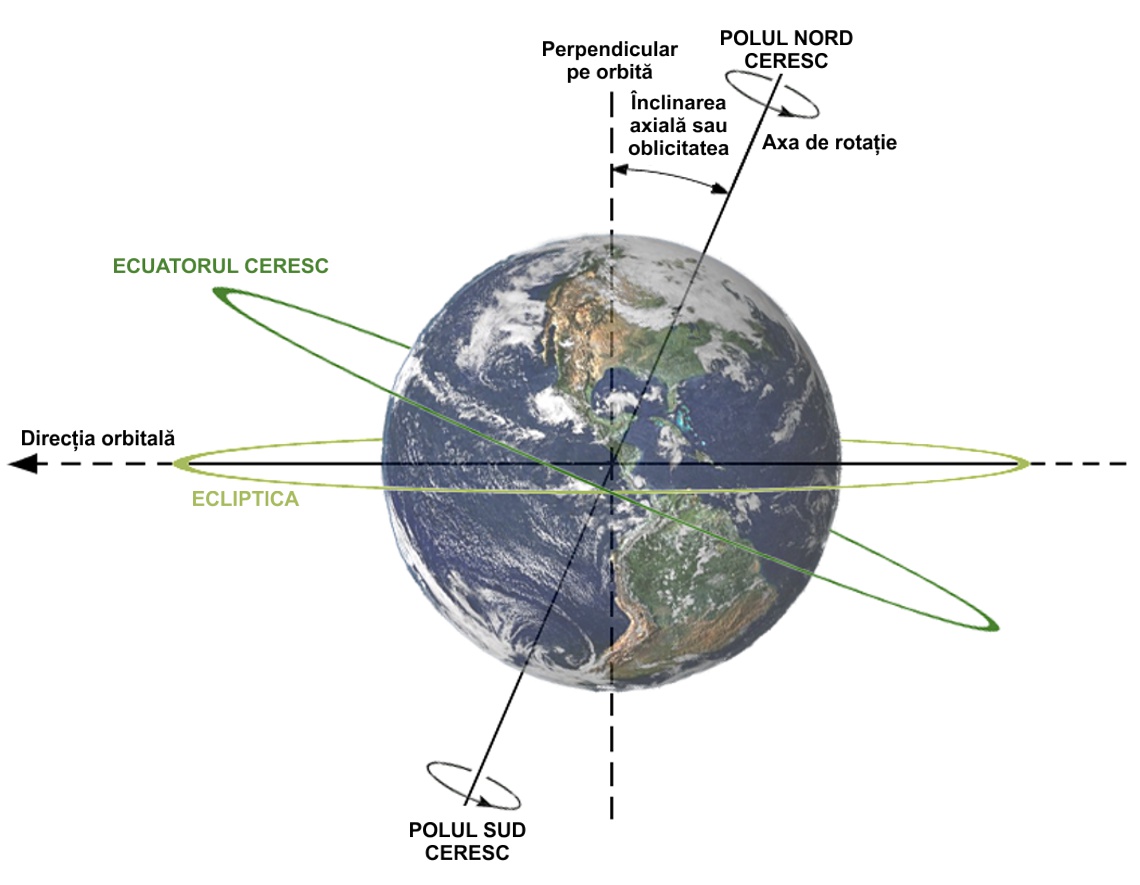 POLUL NORD
CERESC
Perpendicular
pe orbită
Înclinarea
axială sau
oblicitatea
Axa de rotație
ECUATORUL CERESC
Direcția orbitală
ECLIPTICA
POLUL SUD
CERESC